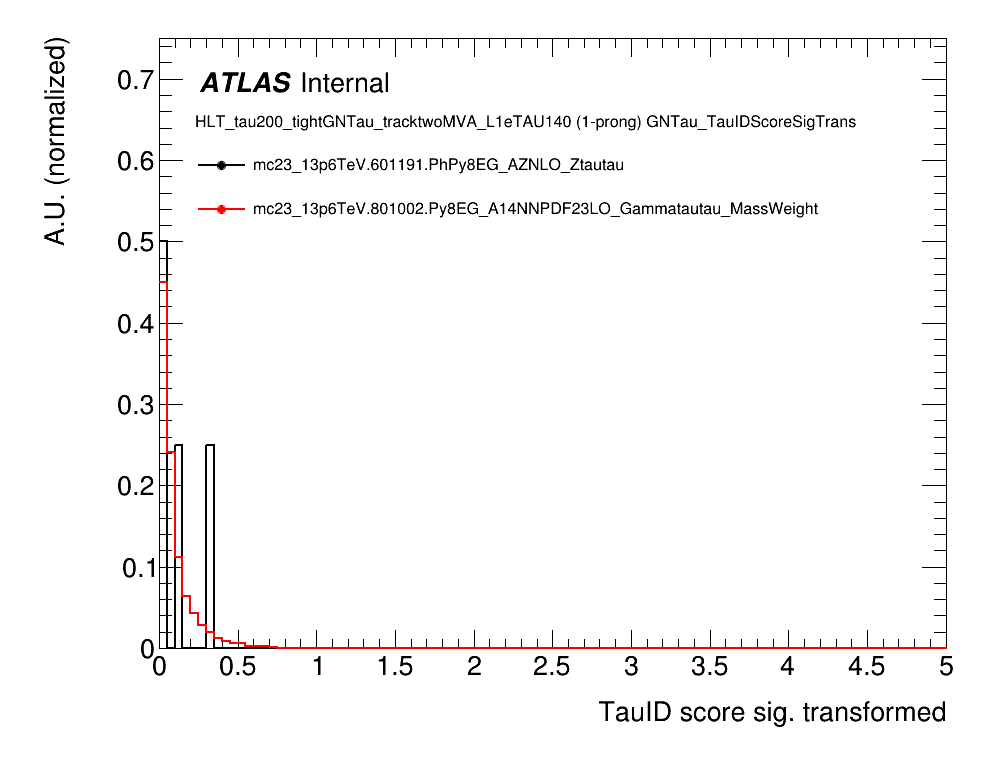 A.U. (normalized)
ATLAS Internal
HLT_tau200_tightGNTau_tracktwoMVA_L1eTAU140 (1-prong) GNTau_TauIDScoreSigTrans
mc23_13p6TeV.601191.PhPy8EG_AZNLO_Ztautau
mc23_13p6TeV.801002.Py8EG_A14NNPDF23LO_Gammatautau_MassWeight
0.7
0.6
0.5
0.4
0.3
0.2
0.1
0
0 0.5 1 1.5 2 2.5 3 3.5 4 4.5 5
TauID score sig. transformed